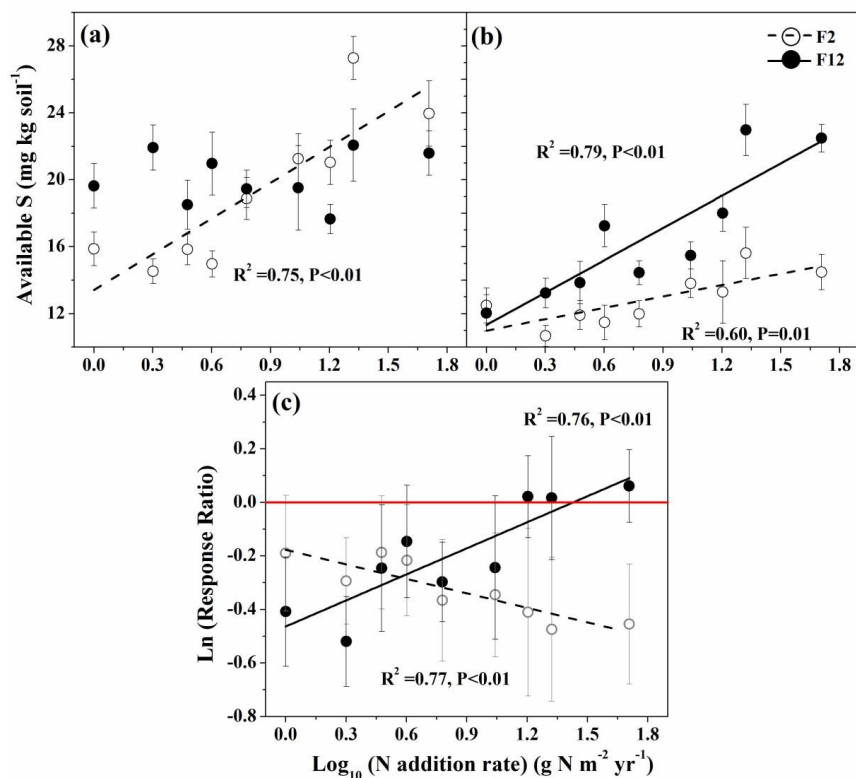 (a)
(b)
F2
F12
28
24
20
16
12
Available S (mg kg soil⁻¹)
R² =0.75, P<0.01
R² =0.79, P<0.01
R² =0.60, P=0.01
0.0 0.3 0.6 0.9 1.2 1.5 1.8
0.0 0.3 0.6 0.9 1.2 1.5 1.8
(c)
R² =0.76, P<0.01
0.4
0.2
0.0
-0.2
-0.4
-0.6
-0.8
Ln (Response Ratio)
R² =0.77, P<0.01
0.0 0.3 0.6 0.9 1.2 1.5 1.8
Log₁₀ (N addition rate) (g N m⁻² yr⁻¹)